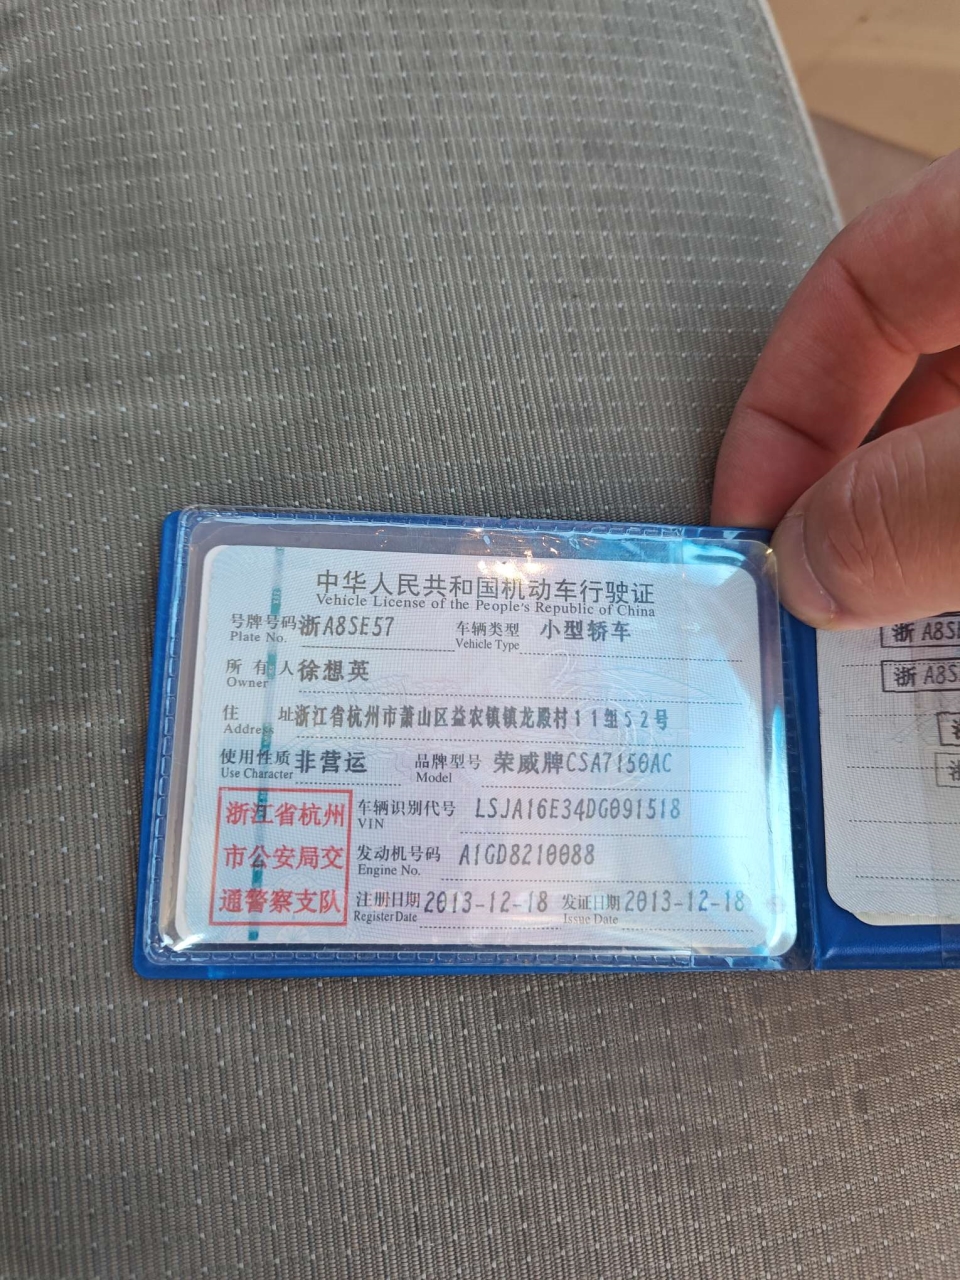 中华人民共和国机动车行驶证
Vehicle License of the People's Republic of China
号牌号码 浙A8SE57 车辆类型 小型轿车
Plate No. Vehicle Type
所有人 徐想英
Owner
住址 浙江省杭州市萧山区益农镇镇龙殿村11组52号
Address
使用性质 非营运 品牌型号 荣威牌CSA7150AC
Use Character Model
浙江省杭州
市公安局交
通警察支队
车辆识别代号 LSJA16E34DG091518
VIN
发动机号码 A1GD8210088
Engine No.
注册日期 2013-12-18 发证日期 2013-12-18
Register Date Issue Date
浙A8SE
浙A8S